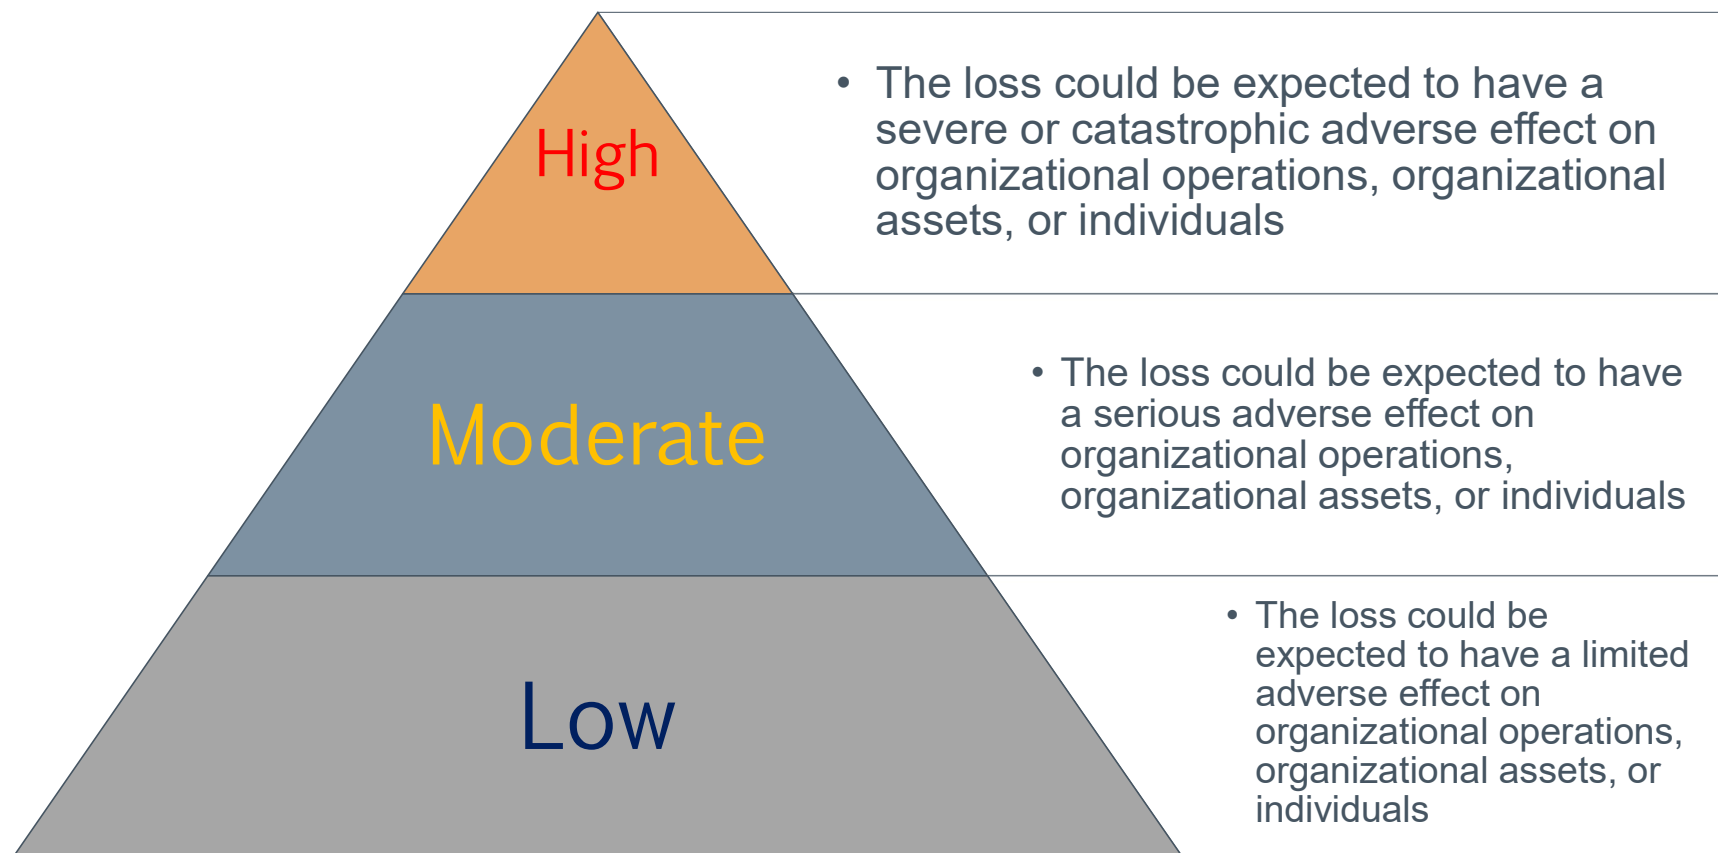 High
• The loss could be expected to have a
severe or catastrophic adverse effect on
organizational operations, organizational
assets, or individuals
Moderate
• The loss could be expected to have
a serious adverse effect on
organizational operations,
organizational assets, or individuals
Low
• The loss could be
expected to have a limited
adverse effect on
organizational operations,
organizational assets, or
individuals